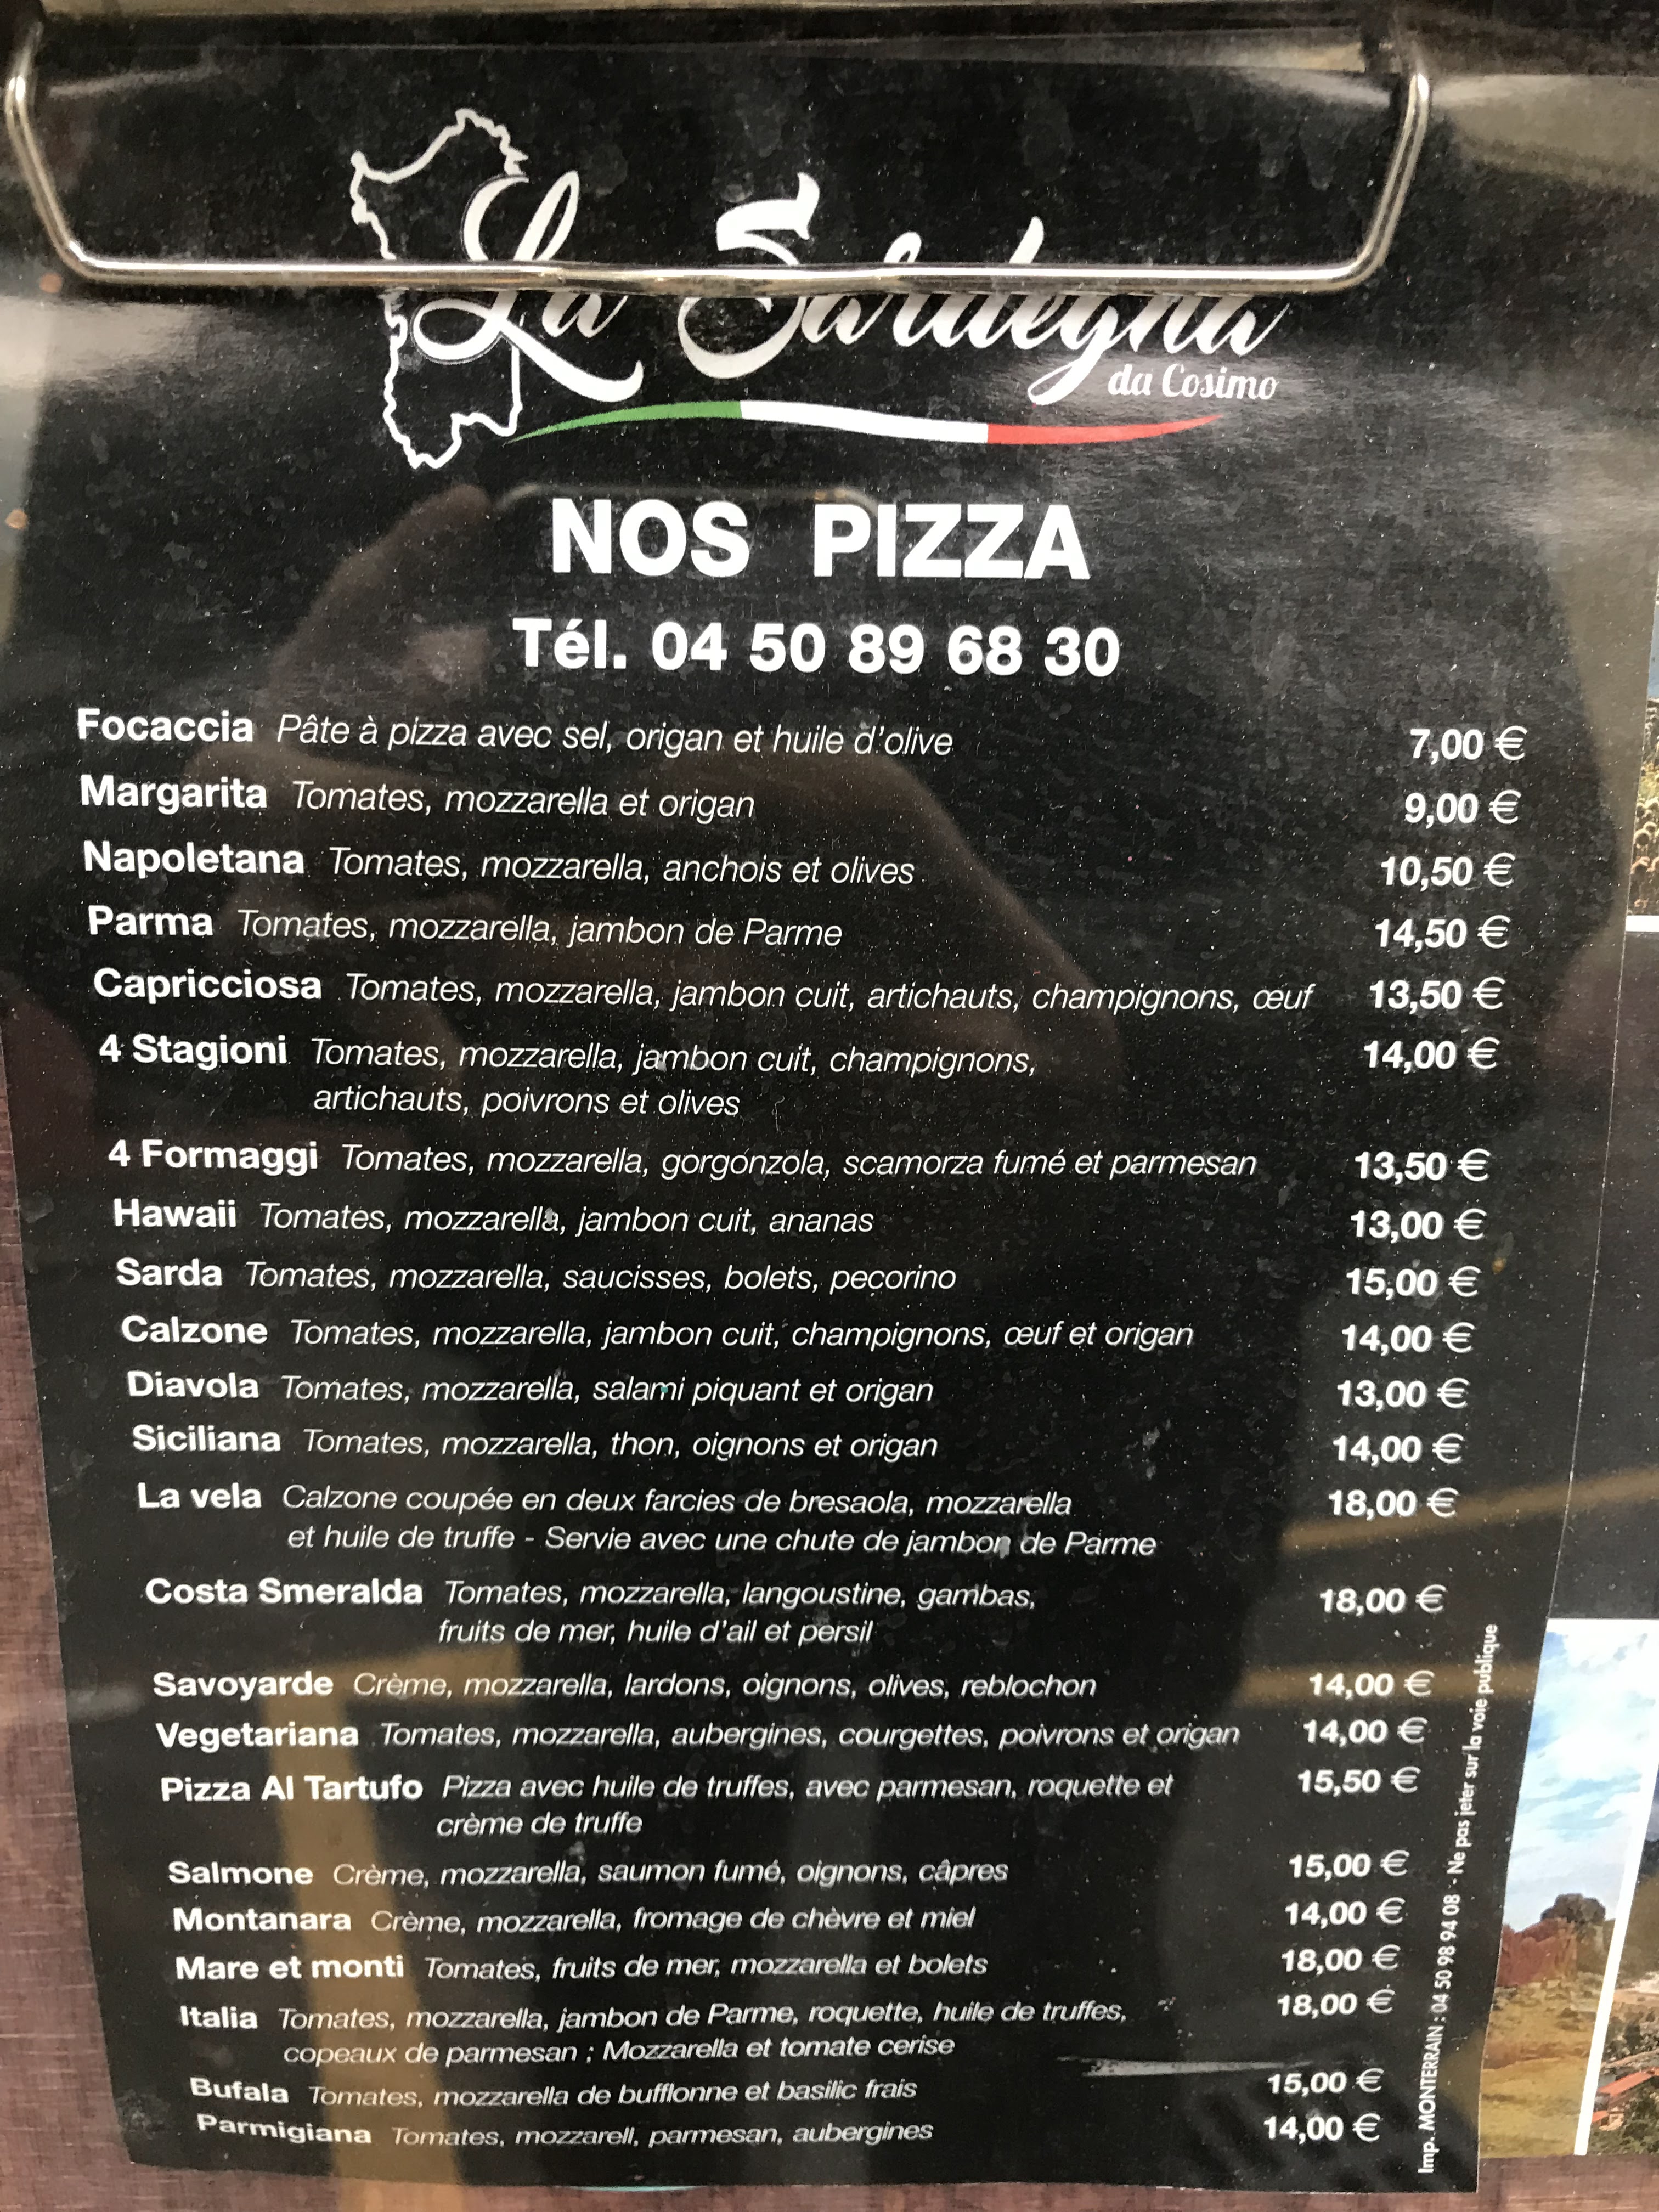 La Sardegna
da Cosimo
NOS PIZZA
Tél. 04 50 89 68 30
Focaccia Pâte à pizza avec sel, origan et huile d'olive 7,00 €
Margarita Tomates, mozzarella et origan 9,00 €
Napoletana Tomates, mozzarella, anchois et olives 10,50 €
Parma Tomates, mozzarella, jambon de Parme 14,50 €
Capricciosa Tomates, mozzarella, jambon cuit, artichauts, champignons, œuf 13,50 €
4 Stagioni Tomates, mozzarella, jambon cuit, champignons, 14,00 €
artichauts, poivrons et olives
4 Formaggi Tomates, mozzarella, gorgonzola, scamorza fumé et parmesan 13,50 €
Hawaii Tomates, mozzarella, jambon cuit, ananas 13,00 €
Sarda Tomates, mozzarella, saucisses, bolets, pecorino 15,00 €
Calzone Tomates, mozzarella, jambon cuit, champignons, œuf et origan 14,00 €
Diavola Tomates, mozzarella, salami piquant et origan 13,00 €
Siciliana Tomates, mozzarella, thon, oignons et origan 14,00 €
La vela Calzone coupée en deux farcies de bresaola, mozzarella 18,00 €
et huile de truffe - Servie avec une chute de jambon de Parme
Costa Smeralda Tomates, mozzarella, langoustine, gambas, 18,00 €
fruits de mer, huile d'ail et persil
Savoyarde Crème, mozzarella, lardons, oignons, olives, reblochon 14,00 €
Vegetariana Tomates, mozzarella, aubergines, courgettes, poivrons et origan 14,00 €
Pizza Al Tartufo Pizza avec huile de truffes, avec parmesan, roquette et 15,50 €
crème de truffe
Salmone Crème, mozzarella, saumon fumé, oignons, câpres 15,00 €
Montanara Crème, mozzarella, fromage de chèvre et miel 14,00 €
Mare et monti Tomates, fruits de mer, mozzarella et bolets 18,00 €
Italia Tomates, mozzarella, jambon de Parme, roquette, huile de truffes, 18,00 €
copeaux de parmesan ; Mozzarella et tomate cerise
Bufala Tomates, mozzarella de bufflonne et basilic frais 15,00 €
Parmigiana Tomates, mozzarell, parmesan, aubergines 14,00 €
Imp. MONTERRAIN : 04 50 98 94 08 - Ne pas jeter sur la voie publique